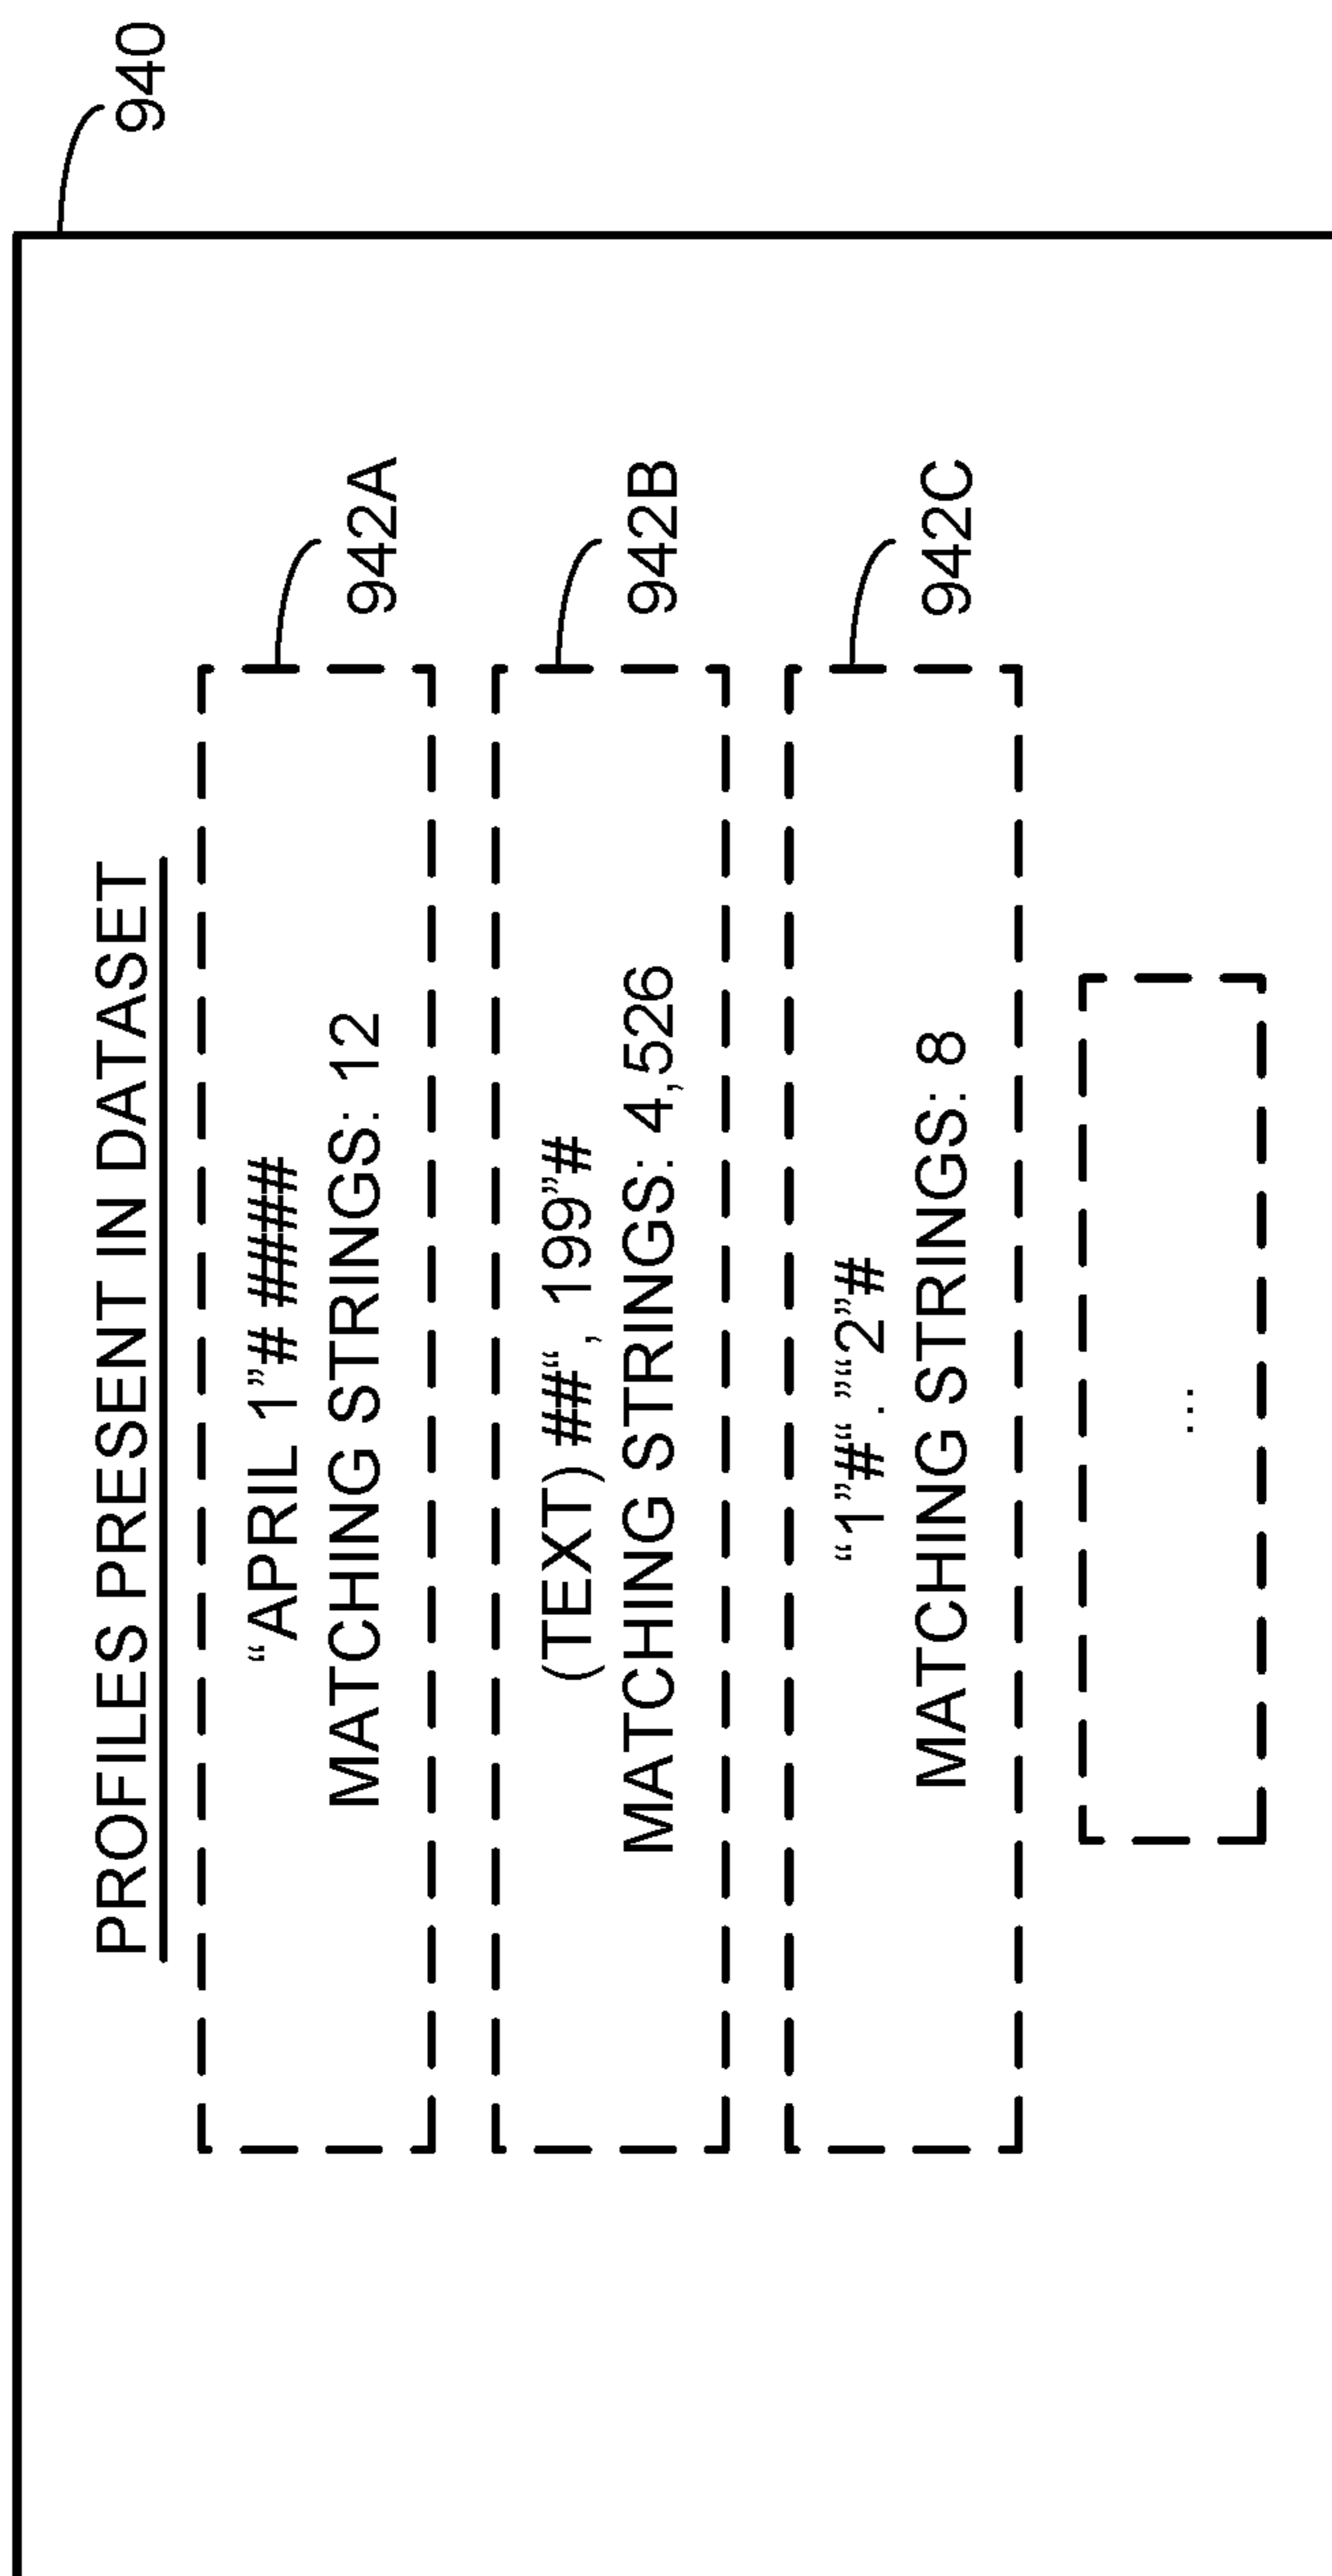 940
PROFILES PRESENT IN DATASET
“APRIL 1”# ####
MATCHING STRINGS: 12
942A
(TEXT) ##“, 199”#
MATCHING STRINGS: 4,526
942B
“1”#“.”“2”#
MATCHING STRINGS: 8
942C
...